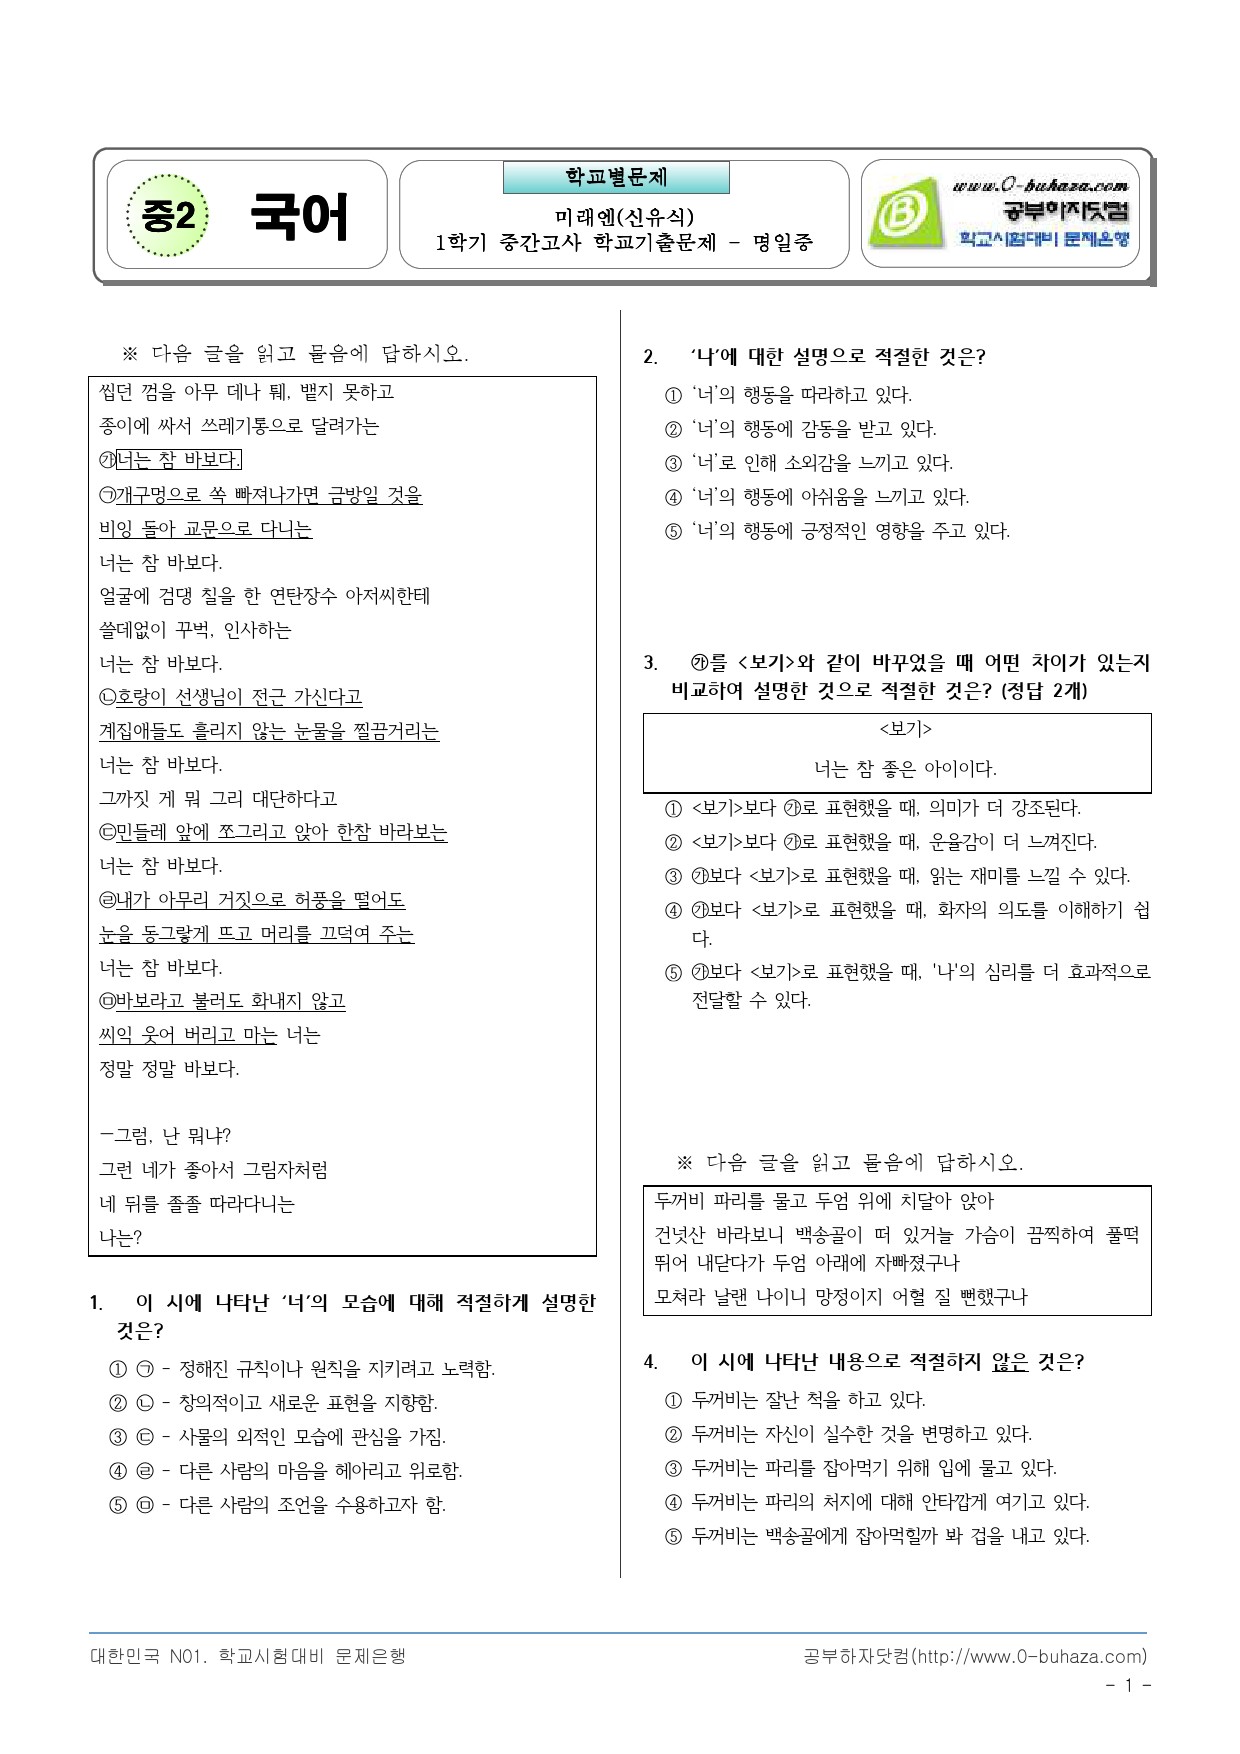 중2
국어
학교별문제
미래엔(신유식)
1학기 중간고사 학교기출문제 - 명일중
www.0-buhaza.com
공부하자닷컴
학교시험대비 문제은행
※ 다음 글을 읽고 물음에 답하시오.
씹던 껌을 아무 데나 퉤, 뱉지 못하고
종이에 싸서 쓰레기통으로 달려가는
㉮너는 참 바보다.
㉠개구멍으로 쏙 빠져나가면 금방일 것을
비잉 돌아 교문으로 다니는
너는 참 바보다.
얼굴에 검댕 칠을 한 연탄장수 아저씨한테
쓸데없이 꾸벅, 인사하는
너는 참 바보다.
㉡호랑이 선생님이 전근 가신다고
계집애들도 흘리지 않는 눈물을 찔끔거리는
너는 참 바보다.
그까짓 게 뭐 그리 대단하다고
㉢민들레 앞에 쪼그리고 앉아 한참 바라보는
너는 참 바보다.
㉣내가 아무리 거짓으로 허풍을 떨어도
눈을 동그랗게 뜨고 머리를 끄덕여 주는
너는 참 바보다.
㉤바보라고 불러도 화내지 않고
씨익 웃어 버리고 마는 너는
정말 정말 바보다.
―그럼, 난 뭐냐?
그런 네가 좋아서 그림자처럼
네 뒤를 졸졸 따라다니는
나는?
1. 이 시에 나타난 ‘너’의 모습에 대해 적절하게 설명한
것은?
① ㉠ - 정해진 규칙이나 원칙을 지키려고 노력함.
② ㉡ - 창의적이고 새로운 표현을 지향함.
③ ㉢ - 사물의 외적인 모습에 관심을 가짐.
④ ㉣ - 다른 사람의 마음을 헤아리고 위로함.
⑤ ㉤ - 다른 사람의 조언을 수용하고자 함.
2. ‘나’에 대한 설명으로 적절한 것은?
① ‘너’의 행동을 따라하고 있다.
② ‘너’의 행동에 감동을 받고 있다.
③ ‘너’로 인해 소외감을 느끼고 있다.
④ ‘너’의 행동에 아쉬움을 느끼고 있다.
⑤ ‘너’의 행동에 긍정적인 영향을 주고 있다.
3. ㉮를 <보기>와 같이 바꾸었을 때 어떤 차이가 있는지
비교하여 설명한 것으로 적절한 것은? (정답 2개)
<보기>
너는 참 좋은 아이이다.
① <보기>보다 ㉮로 표현했을 때, 의미가 더 강조된다.
② <보기>보다 ㉮로 표현했을 때, 운율감이 더 느껴진다.
③ ㉮보다 <보기>로 표현했을 때, 읽는 재미를 느낄 수 있다.
④ ㉮보다 <보기>로 표현했을 때, 화자의 의도를 이해하기 쉽
다.
⑤ ㉮보다 <보기>로 표현했을 때, '나'의 심리를 더 효과적으로
전달할 수 있다.
※ 다음 글을 읽고 물음에 답하시오.
두꺼비 파리를 물고 두엄 위에 치달아 앉아
건넛산 바라보니 백송골이 떠 있거늘 가슴이 끔찍하여 풀떡
뛰어 내닫다가 두엄 아래에 자빠졌구나
모쳐라 날랜 나이니 망정이지 어혈 질 뻔했구나
4. 이 시에 나타난 내용으로 적절하지 않은 것은?
① 두꺼비는 잘난 척을 하고 있다.
② 두꺼비는 자신이 실수한 것을 변명하고 있다.
③ 두꺼비는 파리를 잡아먹기 위해 입에 물고 있다.
④ 두꺼비는 파리의 처지에 대해 안타깝게 여기고 있다.
⑤ 두꺼비는 백송골에게 잡아먹힐까 봐 겁을 내고 있다.
대한민국 N01. 학교시험대비 문제은행
공부하자닷컴(http://www.0-buhaza.com)
- 1 -